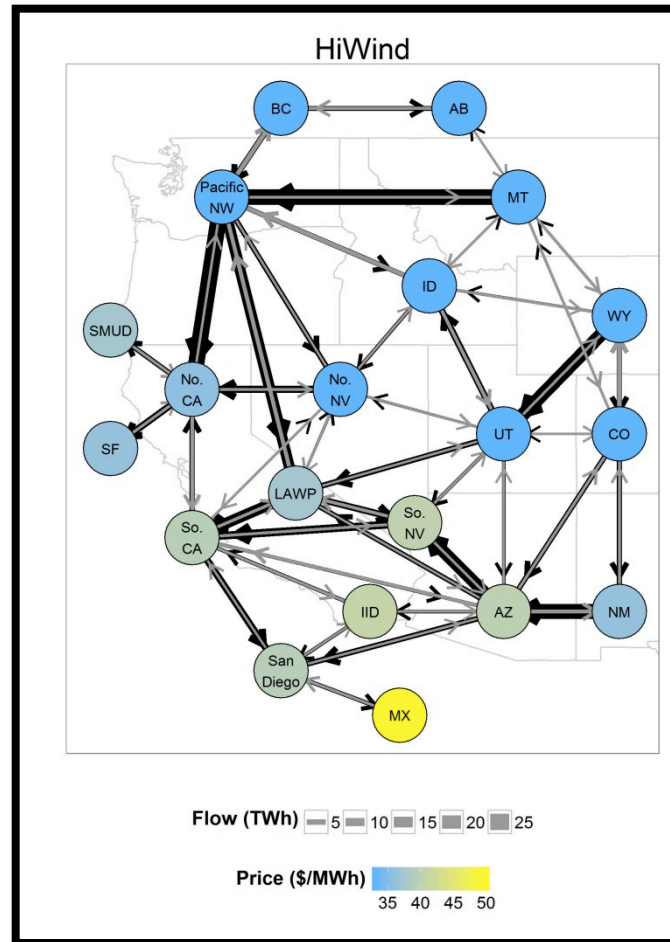 HiWind
BC
AB
Pacific
NW
MT
ID
WY
SMUD
No.
CA
No.
NV
SF
UT
CO
LAWP
So.
NV
So.
CA
IID
AZ
NM
San
Diego
MX
Flow (TWh) 5 10 15 20 25
Price ($/MWh)
35 40 45 50